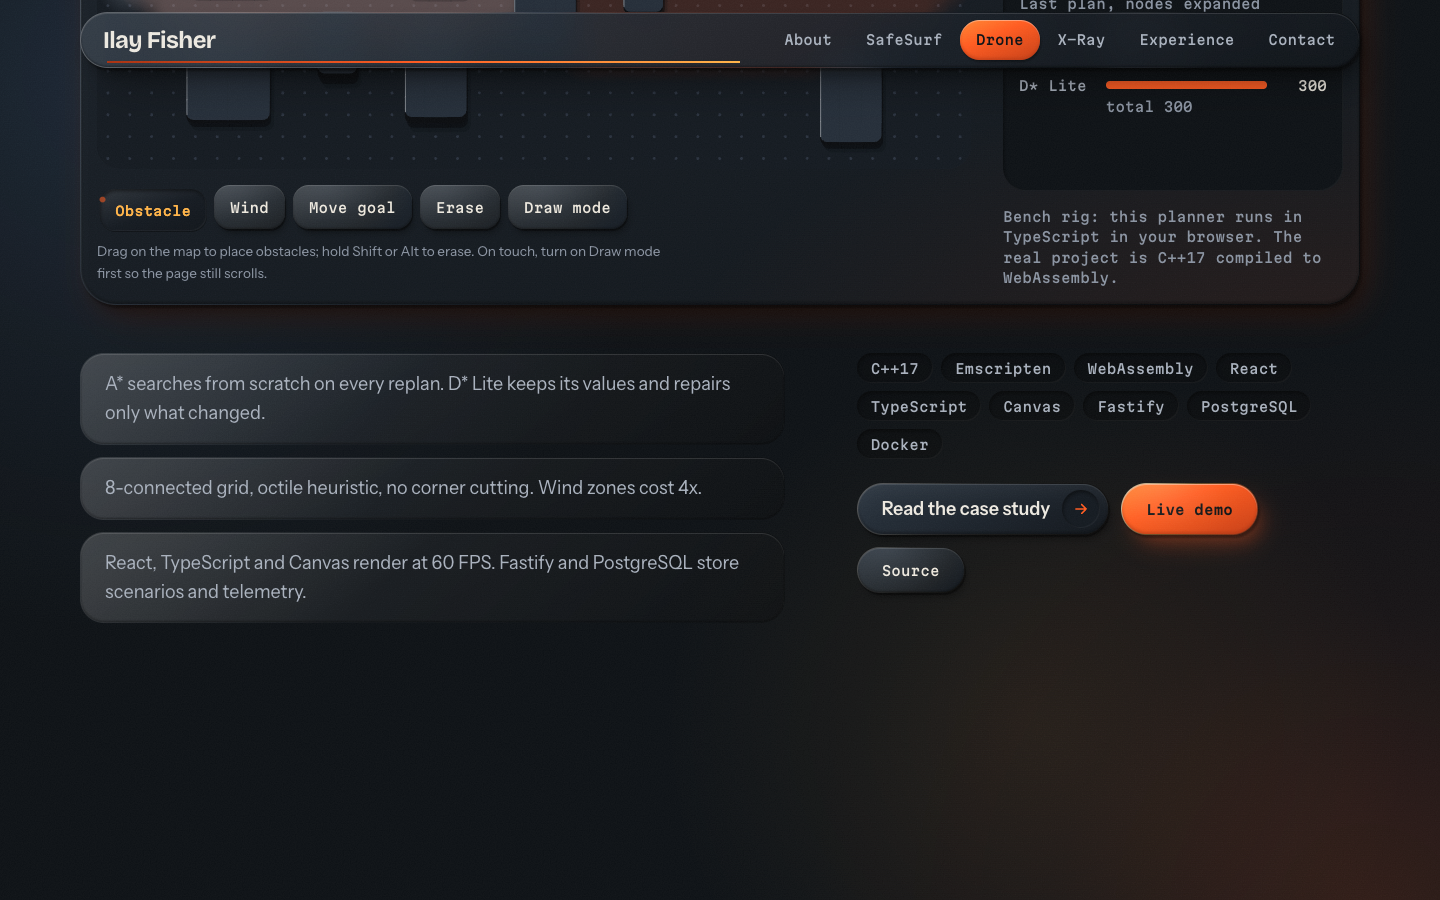 Last plan, nodes expanded
Ilay Fisher
About SafeSurf Drone X-Ray Experience Contact
D* Lite 300
total 300
Obstacle Wind Move goal Erase Draw mode
Drag on the map to place obstacles; hold Shift or Alt to erase. On touch, turn on Draw mode
first so the page still scrolls.
Bench rig: this planner runs in
TypeScript in your browser. The
real project is C++17 compiled to
WebAssembly.
A* searches from scratch on every replan. D* Lite keeps its values and repairs
only what changed.
8-connected grid, octile heuristic, no corner cutting. Wind zones cost 4x.
React, TypeScript and Canvas render at 60 FPS. Fastify and PostgreSQL store
scenarios and telemetry.
C++17 Emscripten WebAssembly React
TypeScript Canvas Fastify PostgreSQL
Docker
Read the case study → Live demo
Source